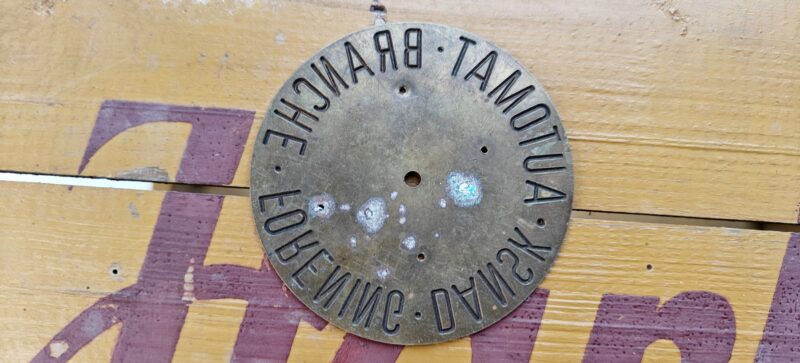 DANSK · AUTOMAT · BRANCHE · FORENING ·